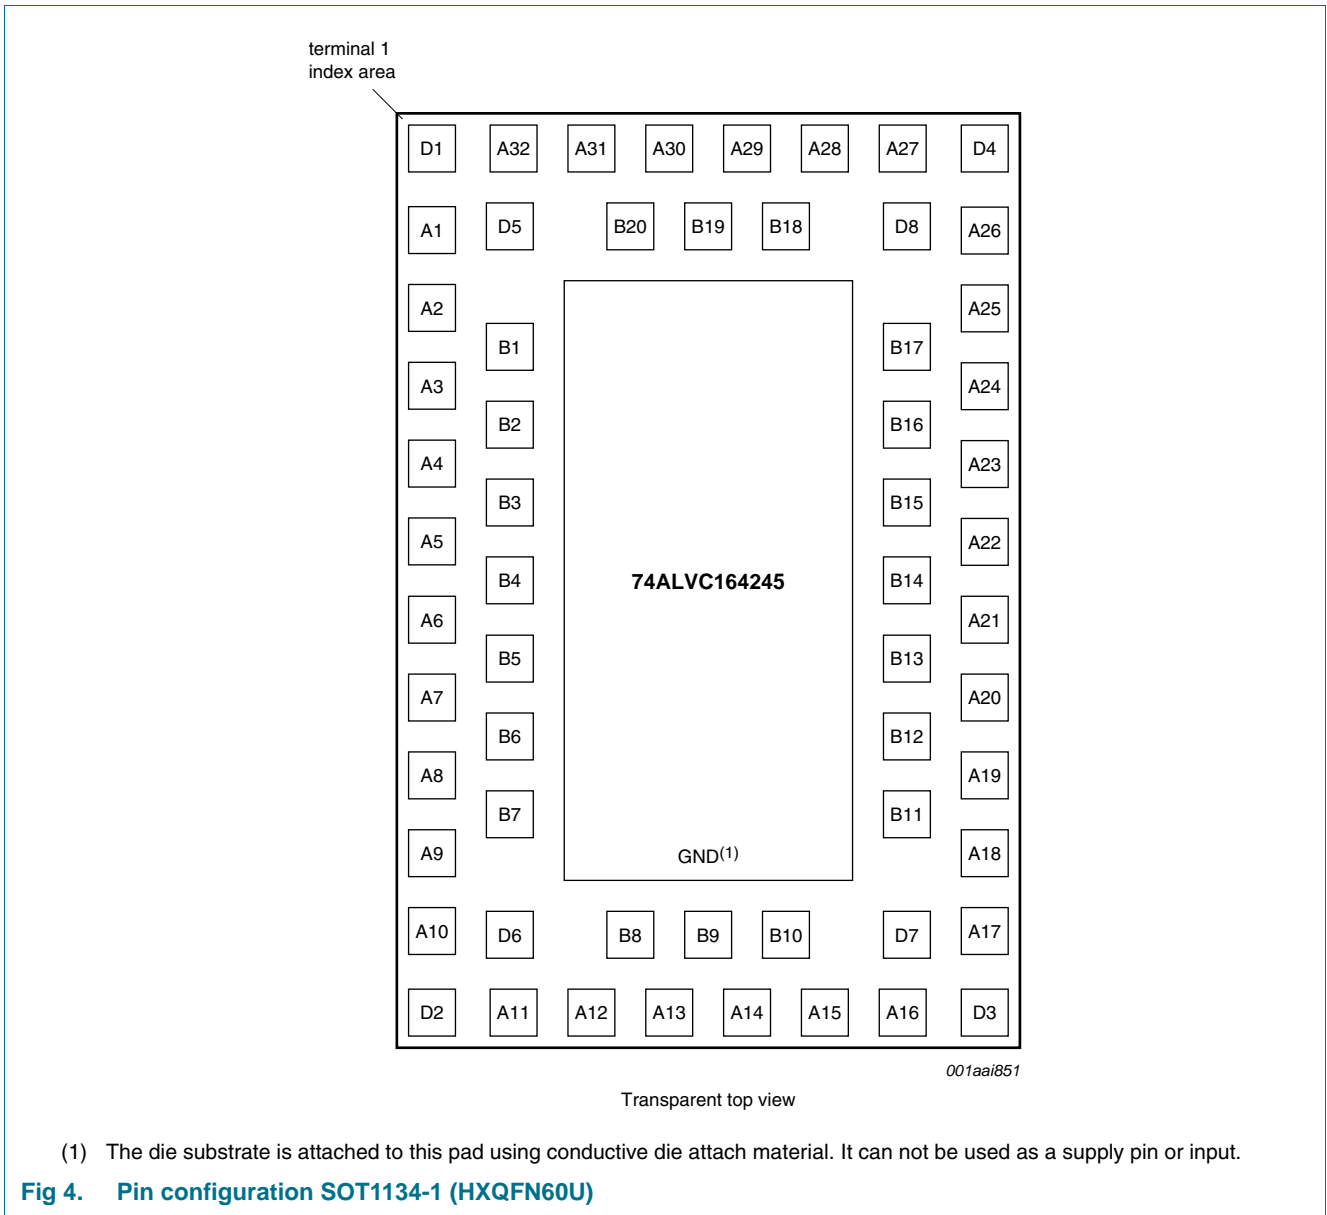 terminal 1
index area
D1 A32 A31 A30 A29 A28 A27 D4
A1 D5 B20 B19 B18 D8 A26
A2 A25
B1 B17
A3 A24
B2 B16
A4 A23
B3 B15
A5 A22
B4 74ALVC164245 B14
A6 A21
B5 B13
A7 A20
B6 B12
A8 A19
B7 B11
A9 GND(1) A18
A10 D6 B8 B9 B10 D7 A17
D2 A11 A12 A13 A14 A15 A16 D3
001aai851
Transparent top view
(1) The die substrate is attached to this pad using conductive die attach material. It can not be used as a supply pin or input.
Fig 4. Pin configuration SOT1134-1 (HXQFN60U)